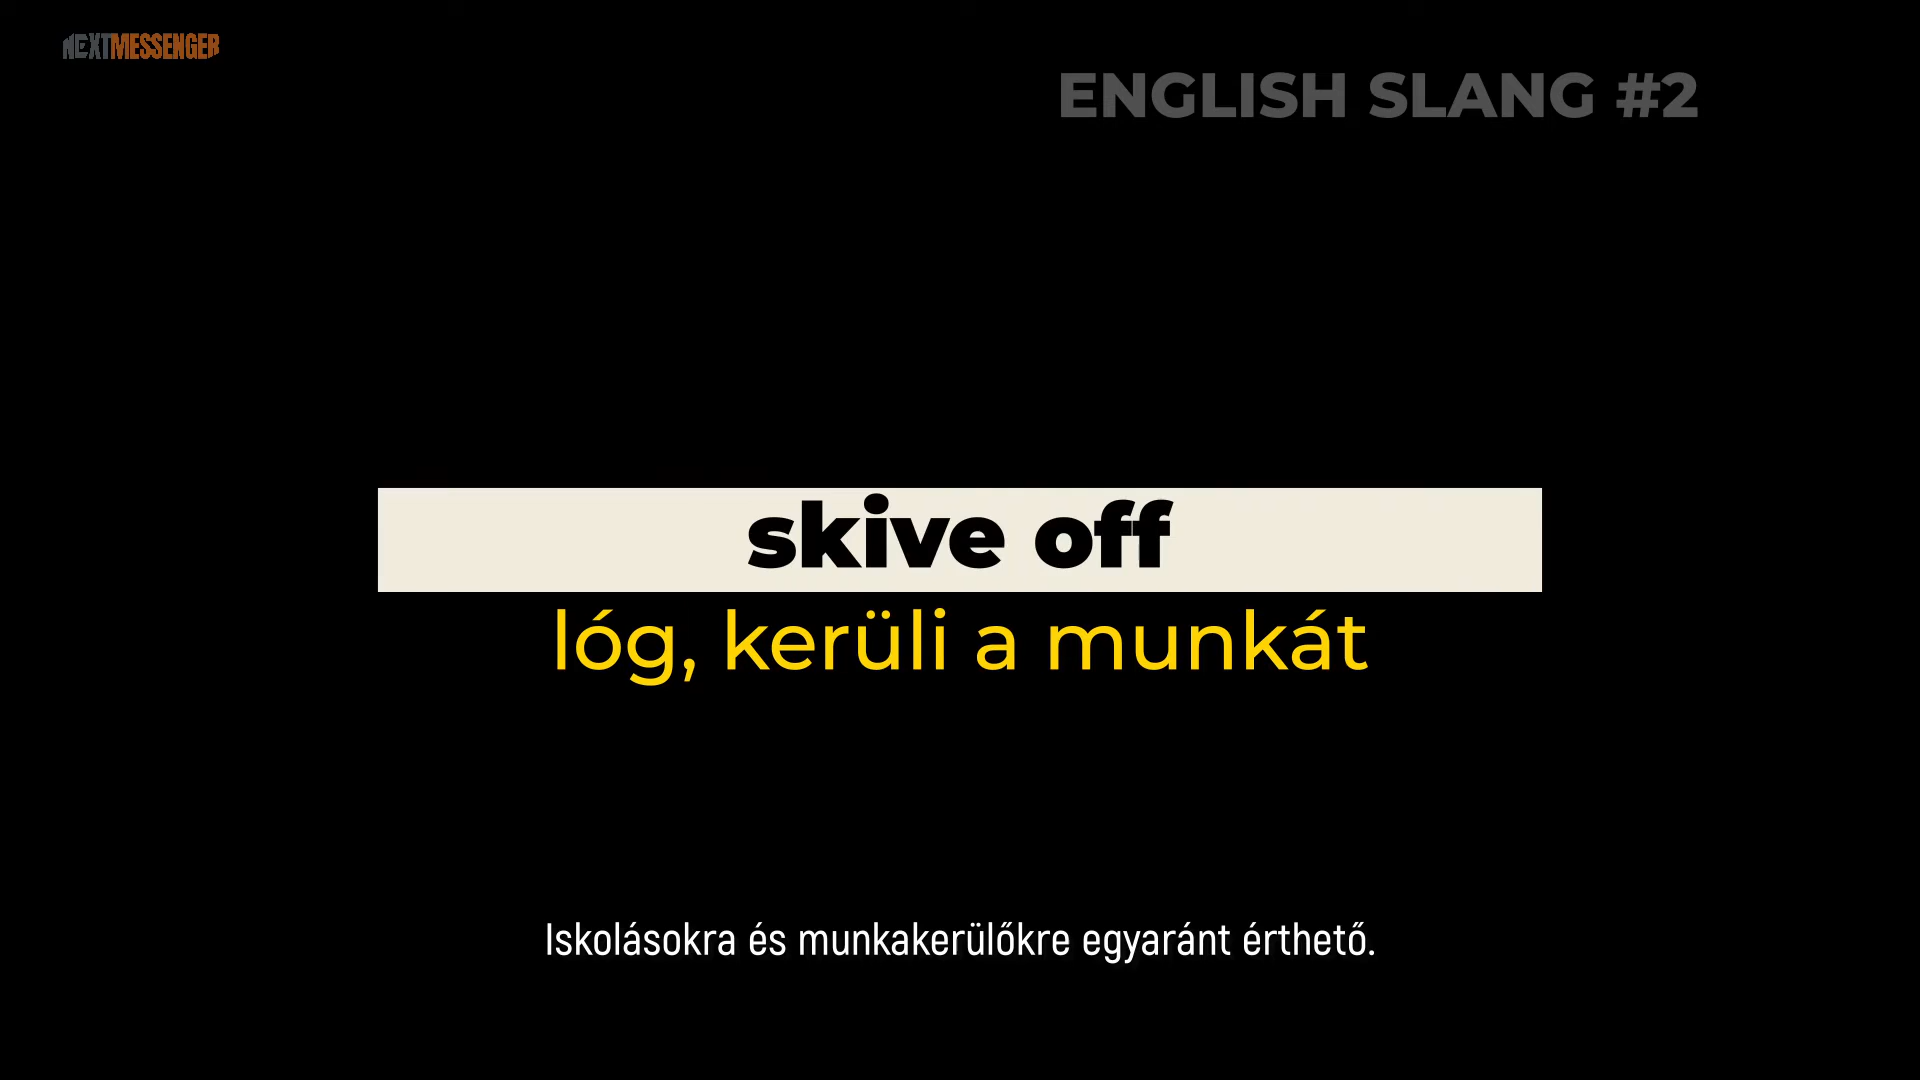 NEXTMESSENGER
ENGLISH SLANG #2
skive off
lóg, kerüli a munkát
Iskolásokra és munkakerülőkre egyaránt érthető.